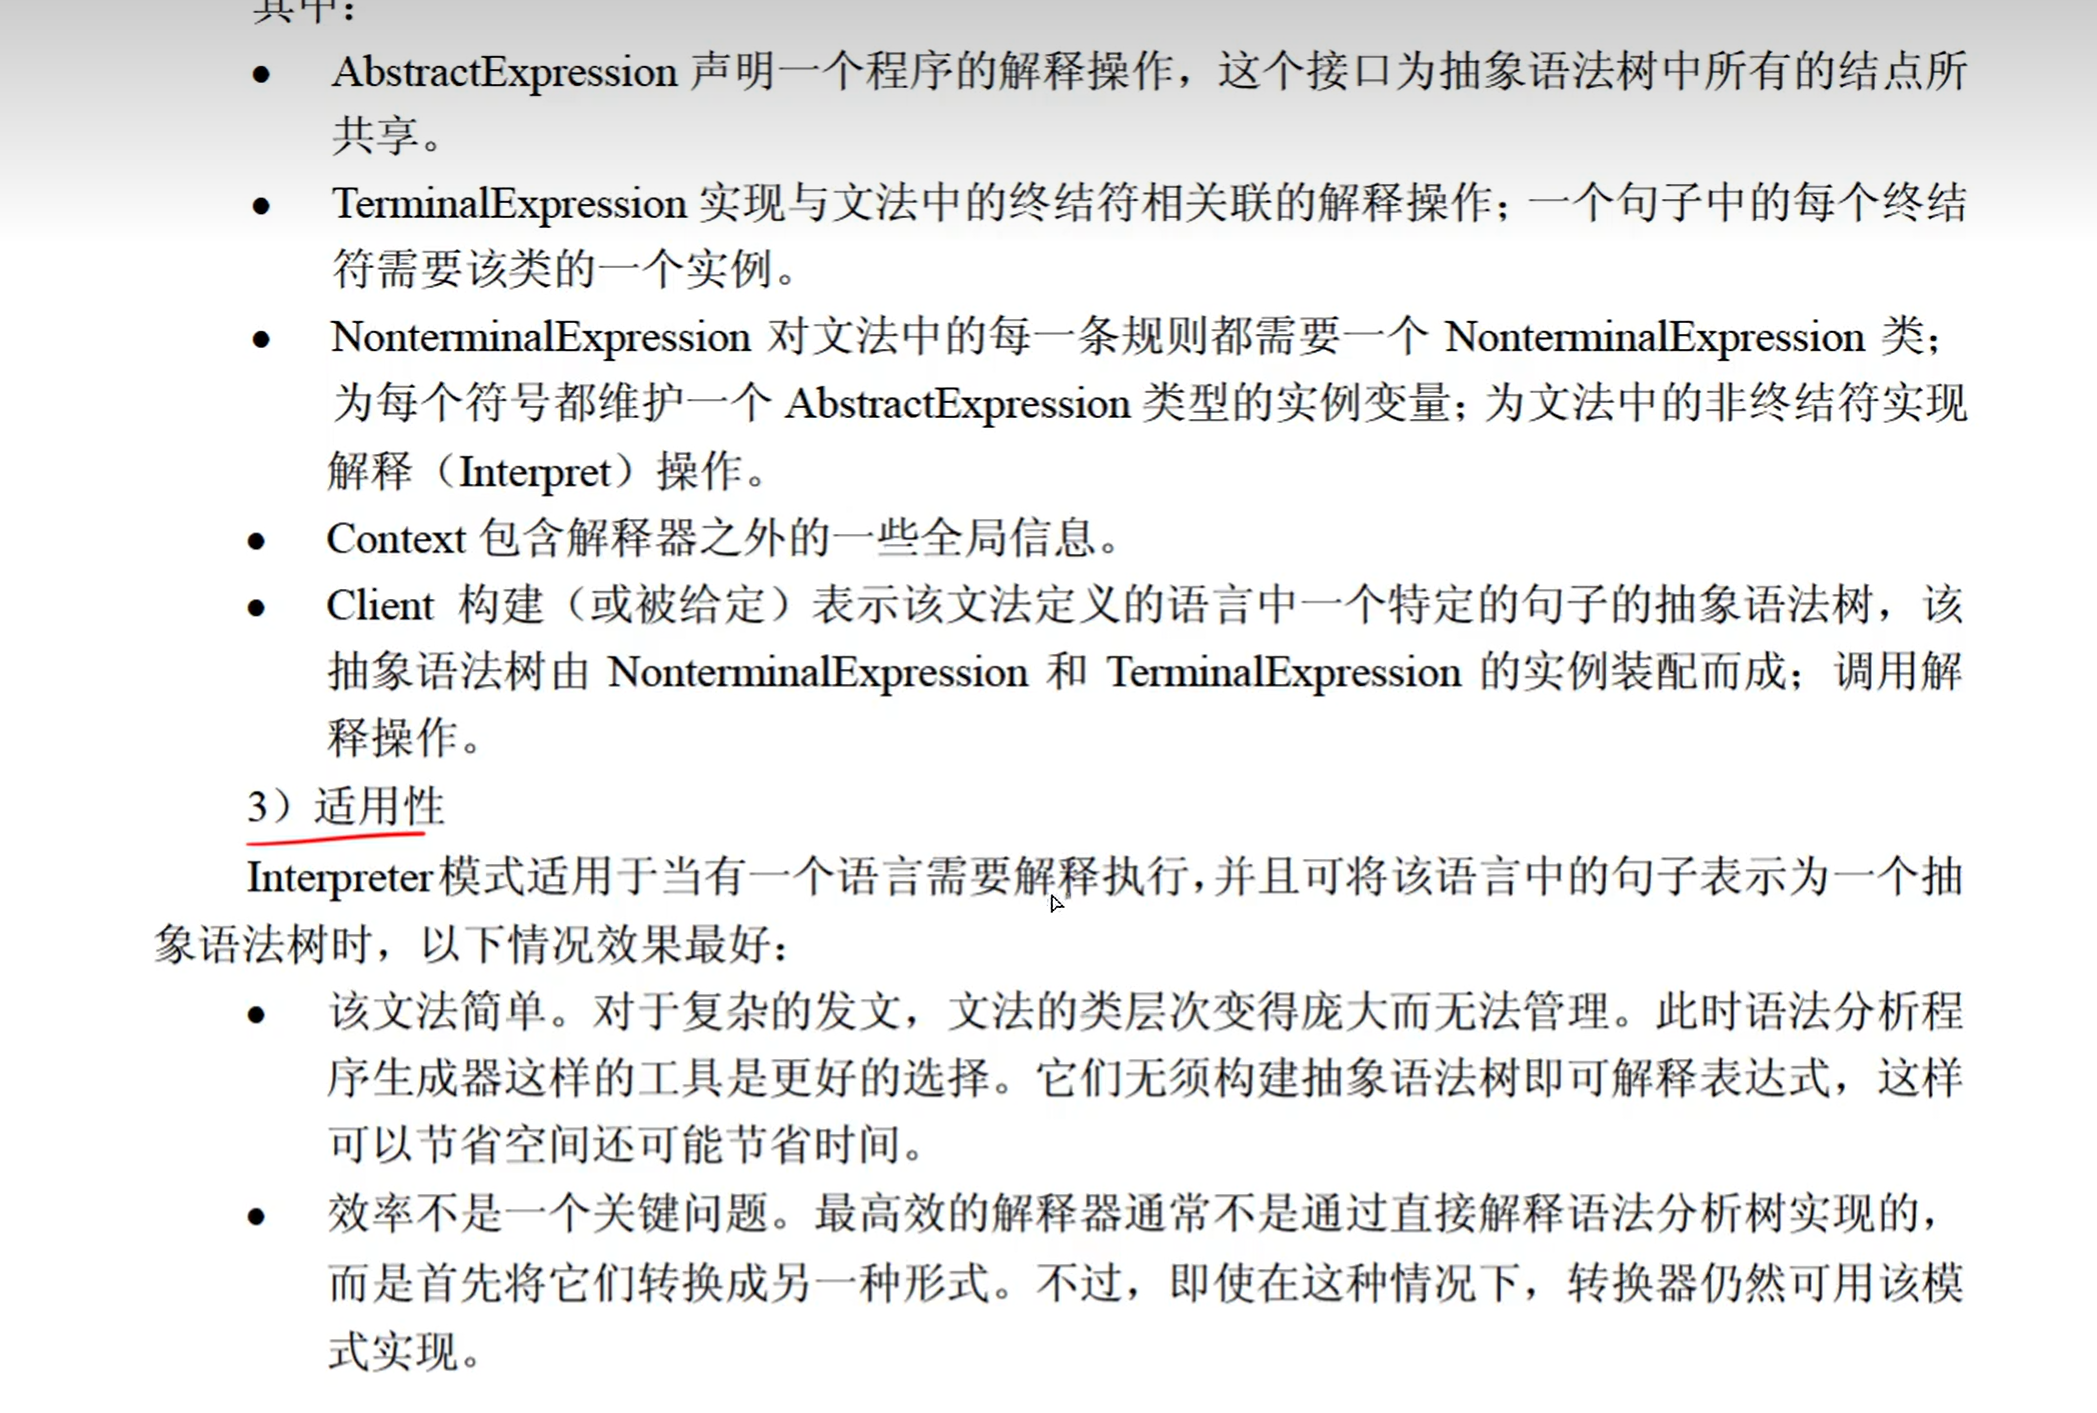 其中：
● AbstractExpression 声明一个程序的解释操作，这个接口为抽象语法树中所有的结点所
共享。
● TerminalExpression 实现与文法中的终结符相关联的解释操作；一个句子中的每个终结
符需要该类的一个实例。
● NonterminalExpression 对文法中的每一条规则都需要一个 NonterminalExpression 类；
为每个符号都维护一个 AbstractExpression 类型的实例变量；为文法中的非终结符实现
解释（Interpret）操作。
● Context 包含解释器之外的一些全局信息。
● Client 构建（或被给定）表示该文法定义的语言中一个特定的句子的抽象语法树，该
抽象语法树由 NonterminalExpression 和 TerminalExpression 的实例装配而成；调用解
释操作。
3）适用性
Interpreter模式适用于当有一个语言需要解释执行，并且可将该语言中的句子表示为一个抽
象语法树时，以下情况效果最好：
● 该文法简单。对于复杂的发文，文法的类层次变得庞大而无法管理。此时语法分析程
序生成器这样的工具是更好的选择。它们无须构建抽象语法树即可解释表达式，这样
可以节省空间还可能节省时间。
● 效率不是一个关键问题。最高效的解释器通常不是通过直接解释语法分析树实现的，
而是首先将它们转换成另一种形式。不过，即使在这种情况下，转换器仍然可用该模
式实现。